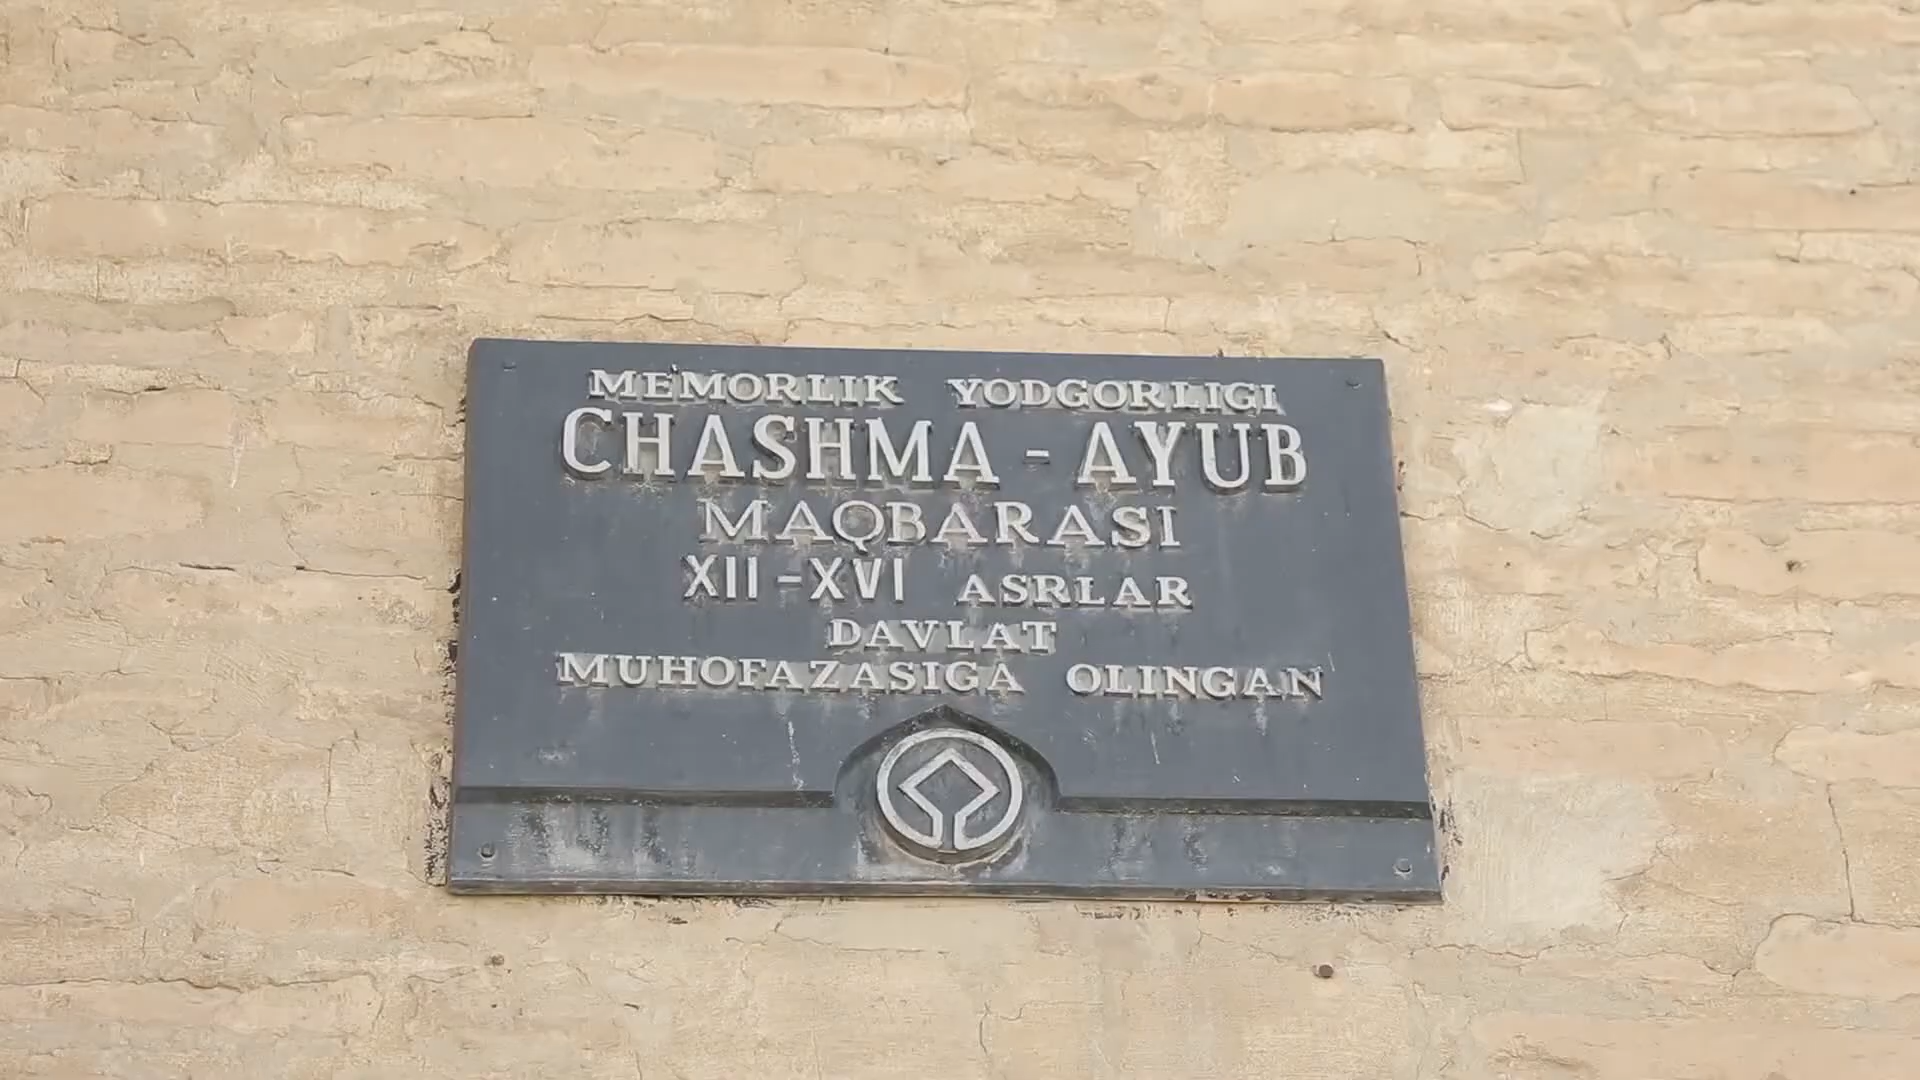 MEMORLIK YODGORLIGI
CHASHMA - AYUB
MAQBARASI
XII - XVI ASRLAR
DAVLAT
MUHOFAZASIGA OLINGAN